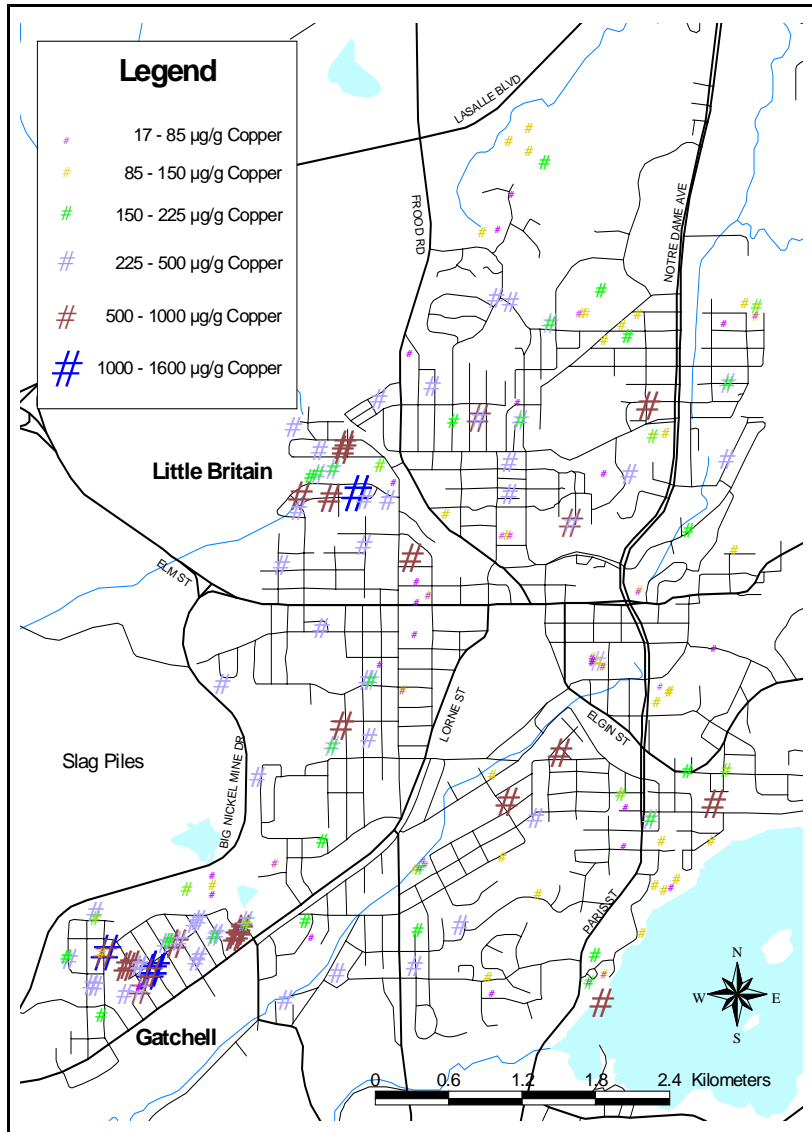 Legend
# 17 - 85 µg/g Copper
# 85 - 150 µg/g Copper
# 150 - 225 µg/g Copper
# 225 - 500 µg/g Copper
# 500 - 1000 µg/g Copper
# 1000 - 1600 µg/g Copper
LASALLE BLVD
FROOD RD
NOTRE DAME AVE
Little Britain
ELM ST
LORNE ST
ELGIN ST
Slag Piles
BIG NICKEL MINE DR
PARIS ST
Gatchell
N
W E
S
0 0.6 1.2 1.8 2.4 Kilometers